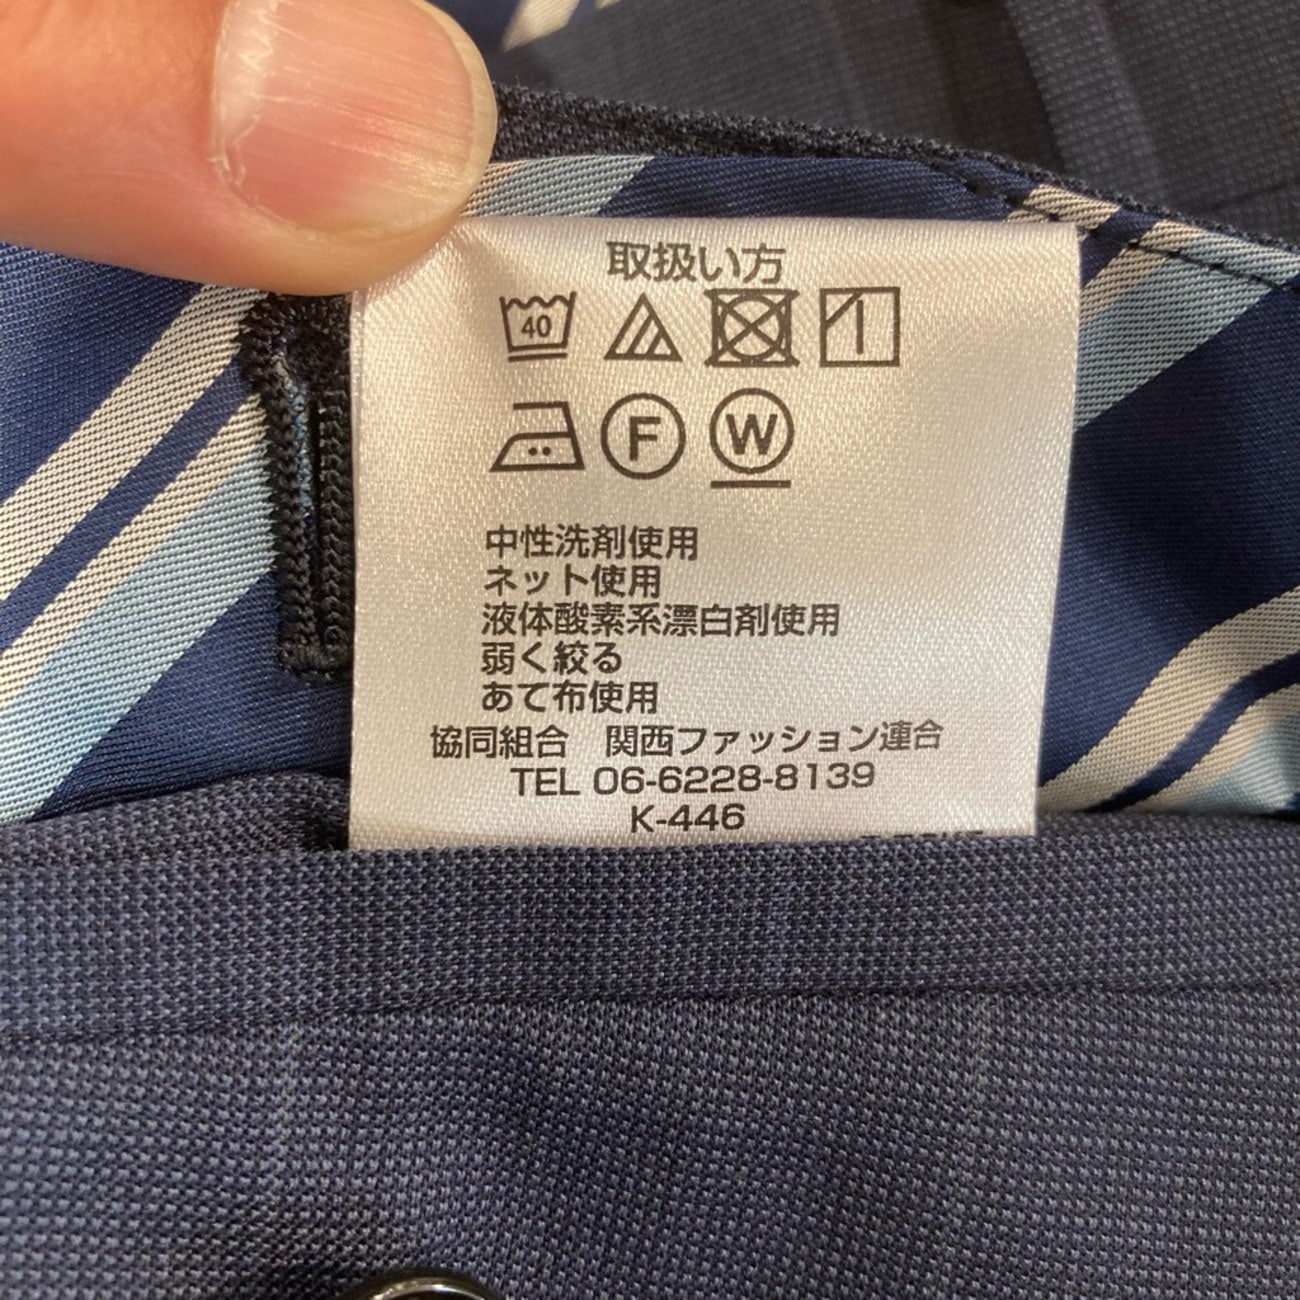 取扱い方
40
F W
中性洗剤使用
ネット使用
液体酸素系漂白剤使用
弱く絞る
あて布使用
協同組合 関西ファッション連合
TEL 06-6228-8139
K-446